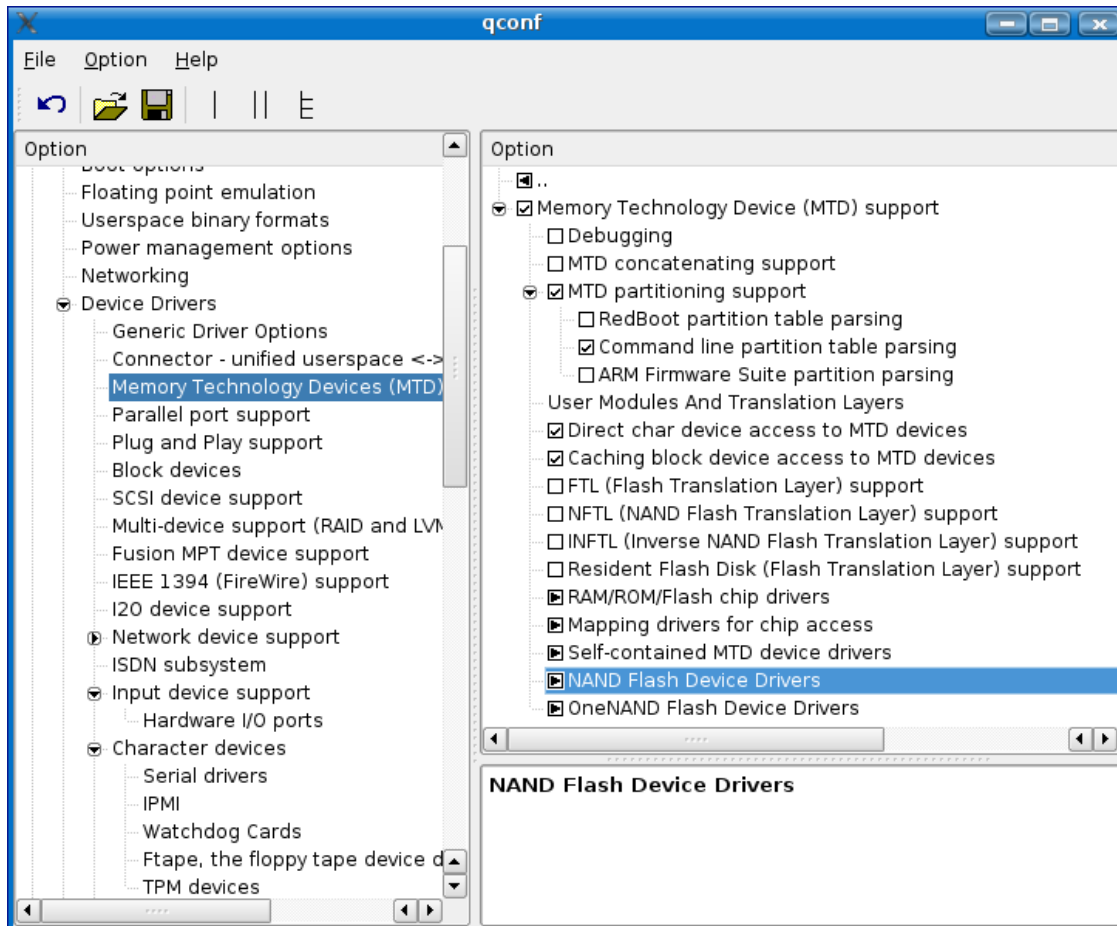 qconf
File Option Help
Option
Boot options
Floating point emulation
Userspace binary formats
Power management options
Networking
Device Drivers
Generic Driver Options
Connector - unified userspace <->
Memory Technology Devices (MTD)
Parallel port support
Plug and Play support
Block devices
SCSI device support
Multi-device support (RAID and LVM
Fusion MPT device support
IEEE 1394 (FireWire) support
I2O device support
Network device support
ISDN subsystem
Input device support
Hardware I/O ports
Character devices
Serial drivers
IPMI
Watchdog Cards
Ftape, the floppy tape device d
TPM devices
Option
..
Memory Technology Device (MTD) support
Debugging
MTD concatenating support
MTD partitioning support
RedBoot partition table parsing
Command line partition table parsing
ARM Firmware Suite partition parsing
User Modules And Translation Layers
Direct char device access to MTD devices
Caching block device access to MTD devices
FTL (Flash Translation Layer) support
NFTL (NAND Flash Translation Layer) support
INFTL (Inverse NAND Flash Translation Layer) support
Resident Flash Disk (Flash Translation Layer) support
RAM/ROM/Flash chip drivers
Mapping drivers for chip access
Self-contained MTD device drivers
NAND Flash Device Drivers
OneNAND Flash Device Drivers
NAND Flash Device Drivers